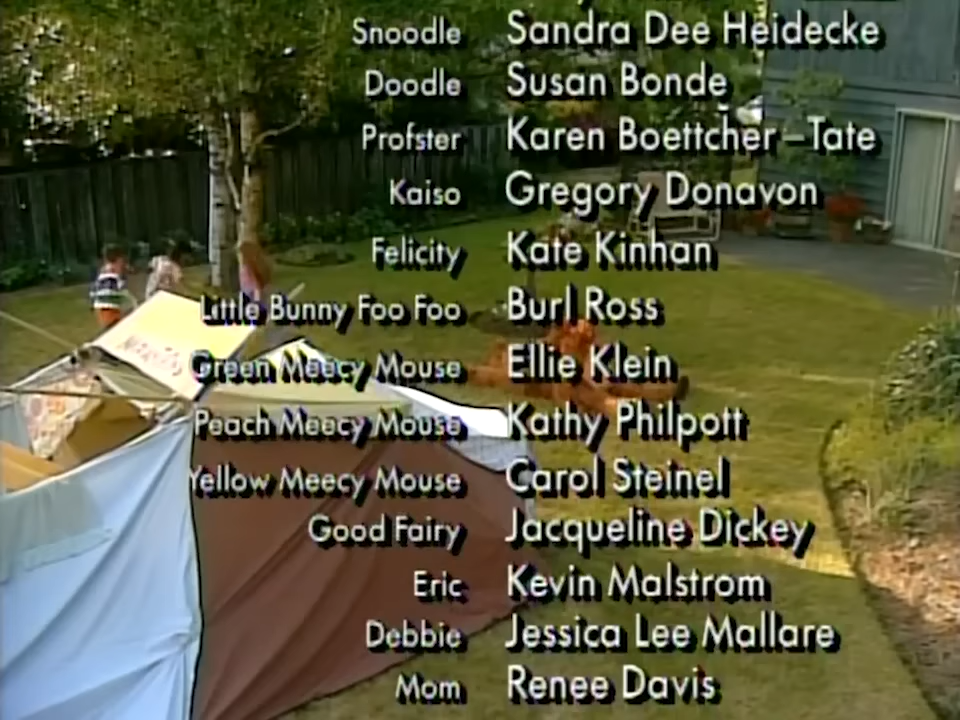 Snoodle Sandra Dee Heidecke
Doodle Susan Bonde
Profster Karen Boettcher-Tate
Kaiso Gregory Donavon
Felicity Kate Kinhan
Little Bunny Foo Foo Burl Ross
Green Meecy Mouse Ellie Klein
Peach Meecy Mouse Kathy Philpott
Yellow Meecy Mouse Carol Steinel
Good Fairy Jacqueline Dickey
Eric Kevin Malstrom
Debbie Jessica Lee Mallare
Mom Renee Davis